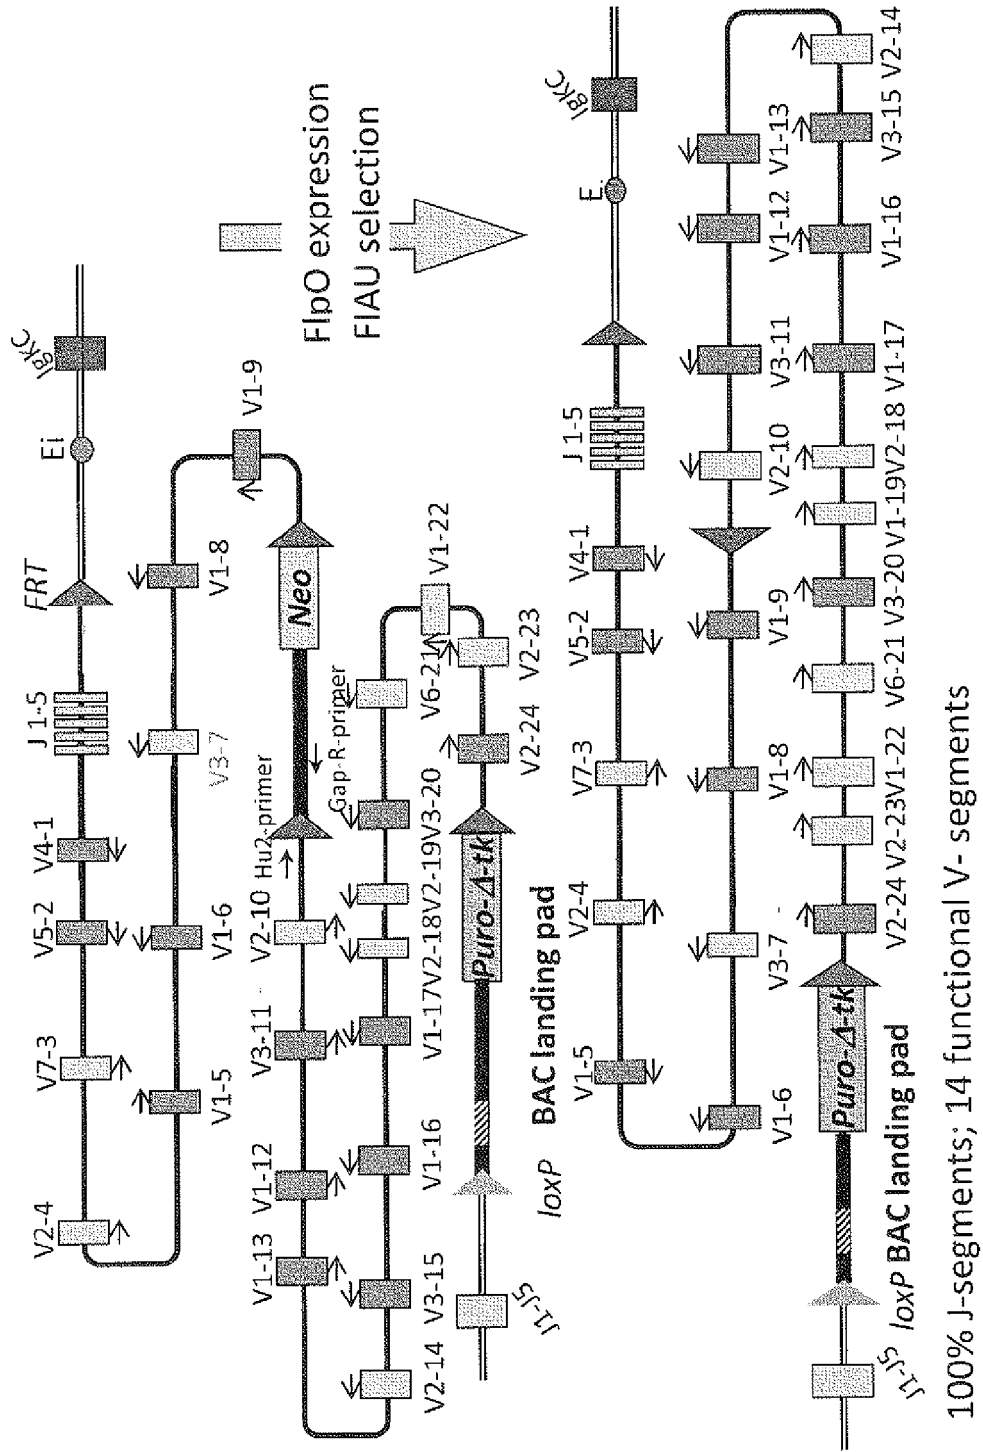 V2-4 V7-3 V5-2 V4-1 J 1-5 FRT Ei IgKC
V1-5 V1-6 V3-7 V1-8 V1-9
V1-13 V1-12 V3-11 V2-10 Hu2-primer Neo
Gap-R-primer
V2-14 V3-15 V1-16 V1-17 V2-18 V2-19 V3-20 V6-21 V1-22
J1-J5 loxP Puro-Δ-tk V2-24 V2-23
BAC landing pad
FlpO expression
FIAU selection
V1-5 V2-4 V7-3 V5-2 V4-1 J 1-5 E. IgKC
V1-6 V3-7 V1-8 V1-9 V2-10 V3-11 V1-12 V1-13
Puro-Δ-tk V2-24 V2-23 V1-22 V6-21 V3-20 V1-19 V2-18 V1-17 V1-16 V3-15 V2-14
J1-J5 loxP BAC landing pad
100% J-segments; 14 functional V- segments